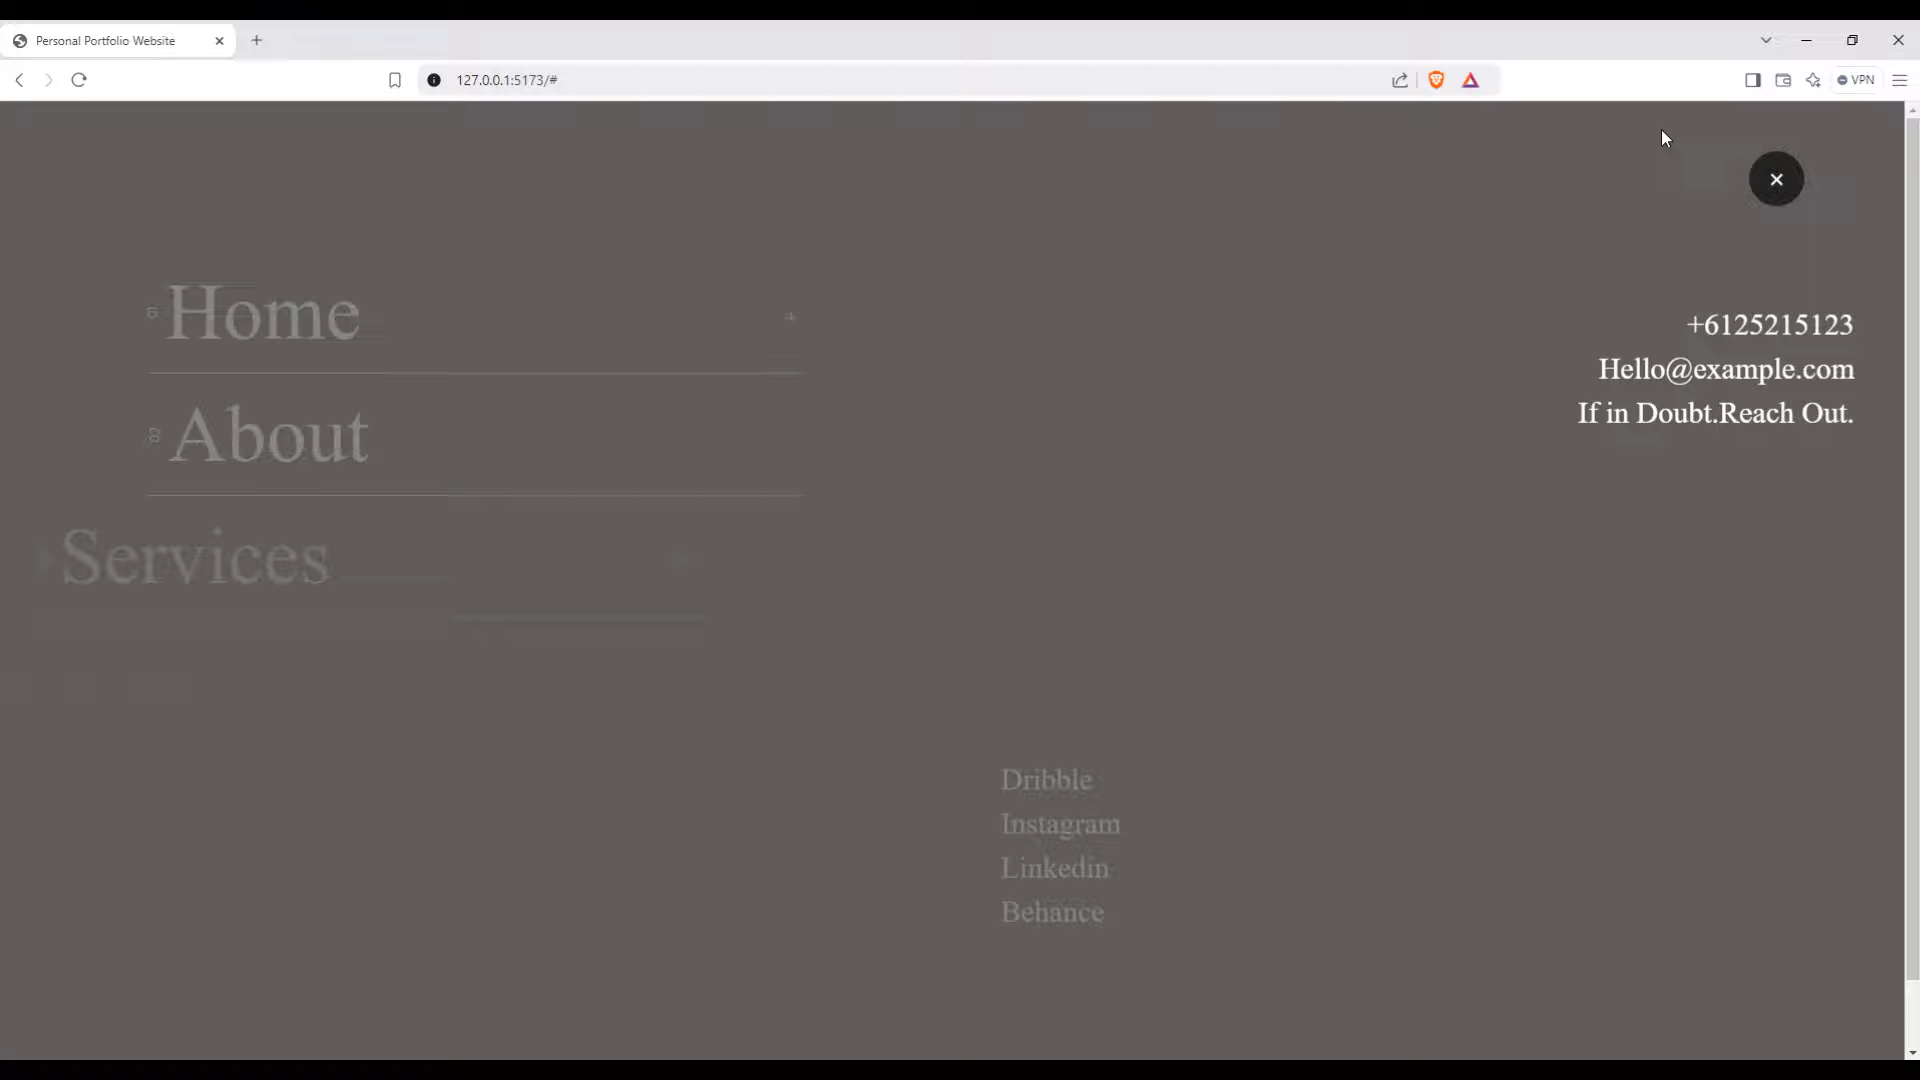 Personal Portfolio Website
127.0.0.1:5173/#
VPN
Home
About
02
Services
+6125215123
Hello@example.com
If in Doubt.Reach Out.
Dribble
Instagram
Linkedin
Behance